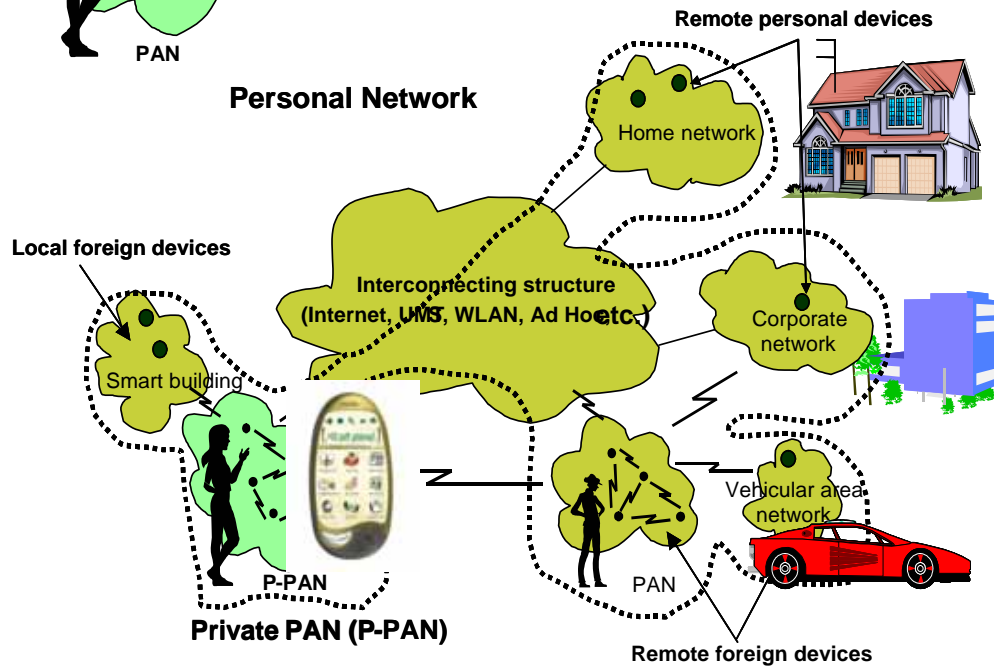 Remote personal devices
PAN
Personal Network
Home network
Local foreign devices
Interconnecting structure
(Internet, UMTS, WLAN, Ad Hoc, etc.)
Corporate
network
Smart building
Vehicular area
network
P-PAN
PAN
Private PAN (P-PAN)
Remote foreign devices